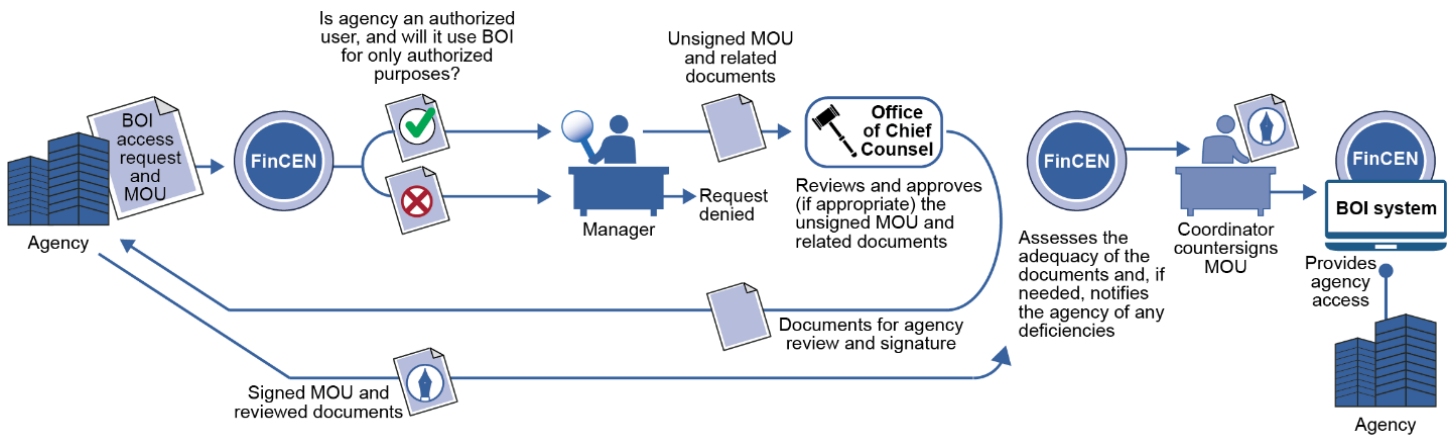 Is agency an authorized
user, and will it use BOI
for only authorized
purposes?
Unsigned MOU
and related
documents
BOI
access
request
and
MOU
Agency
FinCEN
Manager
Request
denied
Office
of Chief
Counsel
Reviews and approves
(if appropriate) the
unsigned MOU and
related documents
Documents for agency
review and signature
Signed MOU and
reviewed documents
FinCEN
Assesses the
adequacy of the
documents and, if
needed, notifies
the agency of any
deficiencies
Coordinator
countersigns
MOU
FinCEN
BOI system
Provides
agency
access
Agency